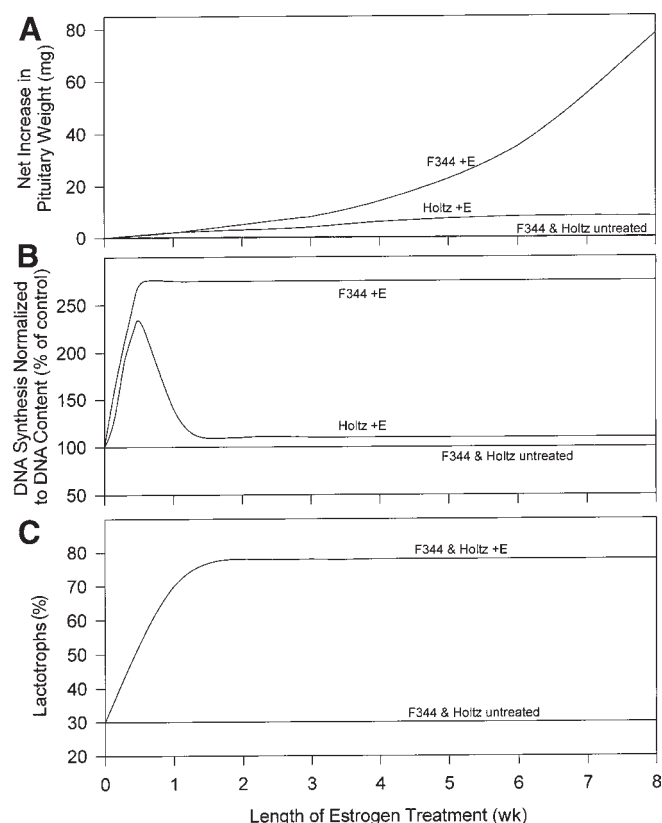 A
Net Increase in
Pituitary Weight (mg)
80
60
40
20
0
F344 +E
Holtz +E
F344 & Holtz untreated
B
DNA Synthesis Normalized
to DNA Content (% of control)
250
200
150
100
50
F344 +E
Holtz +E
F344 & Holtz untreated
C
Lactotrophs (%)
80
70
60
50
40
30
20
F344 & Holtz +E
F344 & Holtz untreated
0 1 2 3 4 5 6 7 8
Length of Estrogen Treatment (wk)